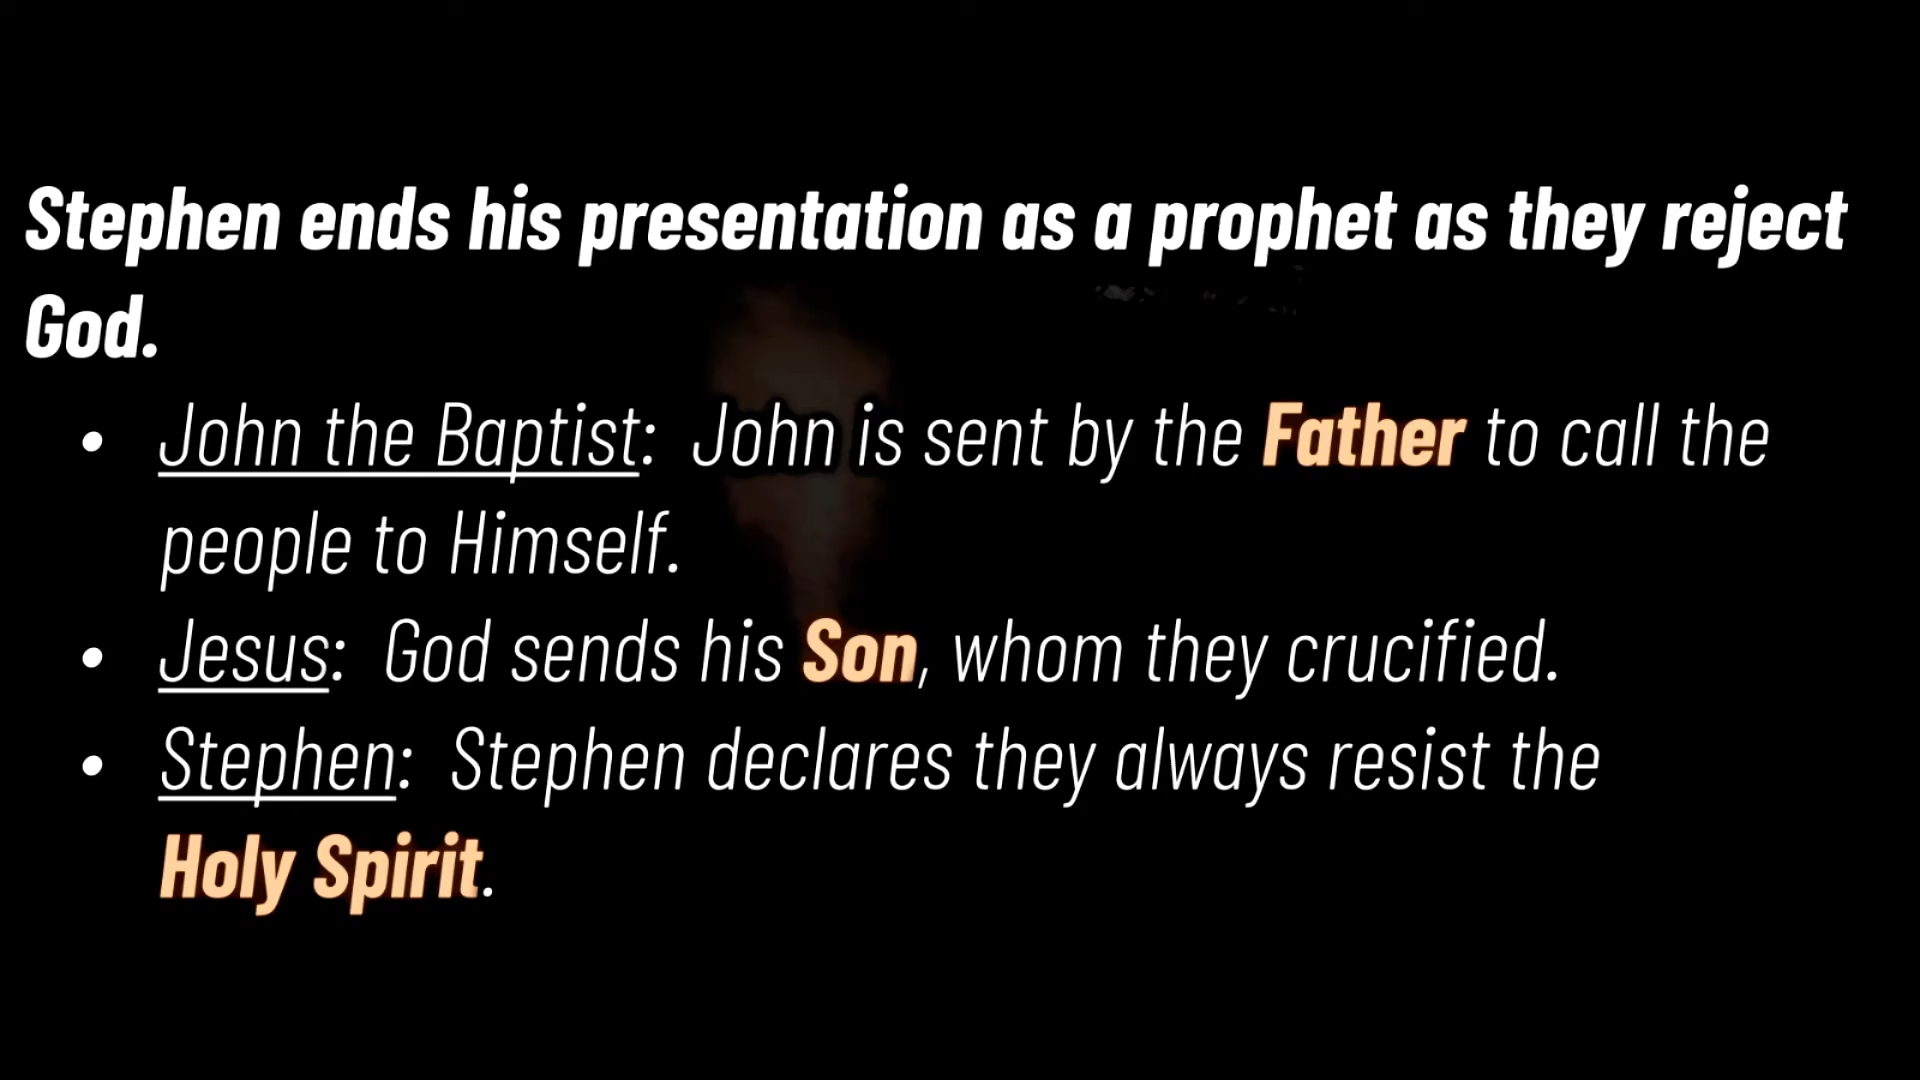 Stephen ends his presentation as a prophet as they reject
God.
• John the Baptist: John is sent by the Father to call the
people to Himself.
• Jesus: God sends his Son, whom they crucified.
• Stephen: Stephen declares they always resist the
Holy Spirit.